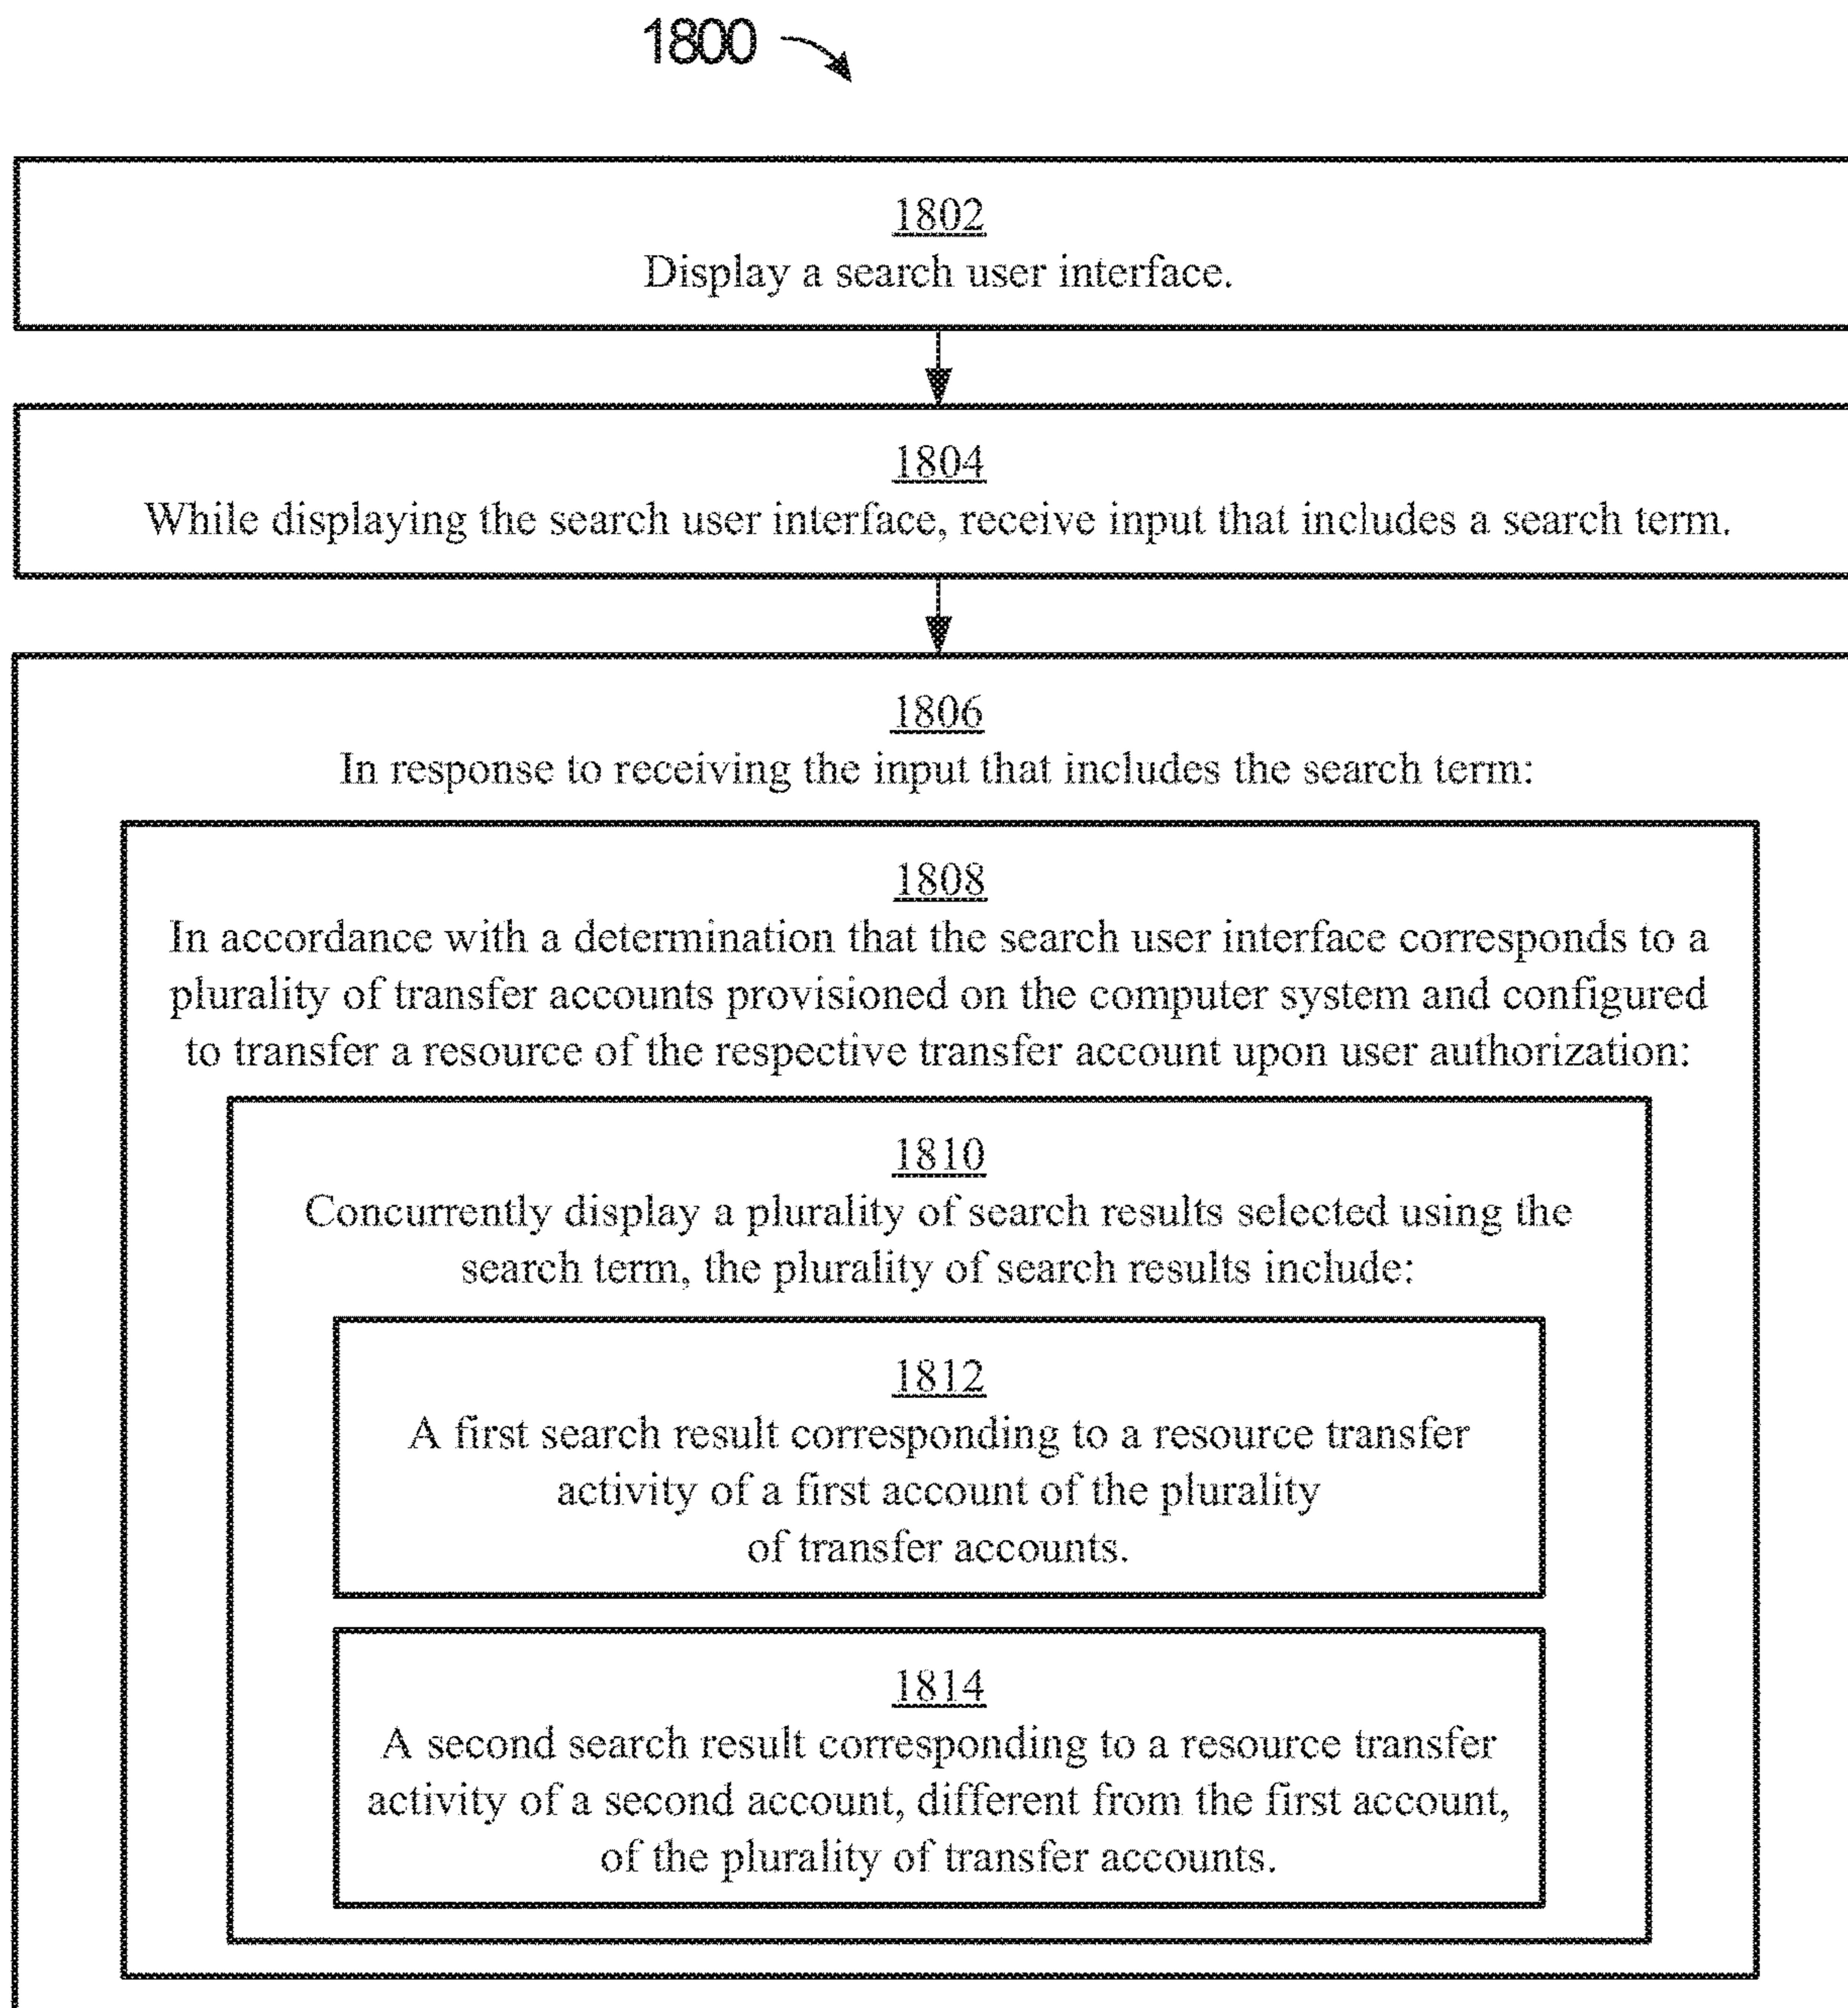 1800
1802
Display a search user interface.
1804
While displaying the search user interface, receive input that includes a search term.
1806
In response to receiving the input that includes the search term:
1808
In accordance with a determination that the search user interface corresponds to a
plurality of transfer accounts provisioned on the computer system and configured
to transfer a resource of the respective transfer account upon user authorization:
1810
Concurrently display a plurality of search results selected using the
search term, the plurality of search results include:
1812
A first search result corresponding to a resource transfer
activity of a first account of the plurality
of transfer accounts.
1814
A second search result corresponding to a resource transfer
activity of a second account, different from the first account,
of the plurality of transfer accounts.